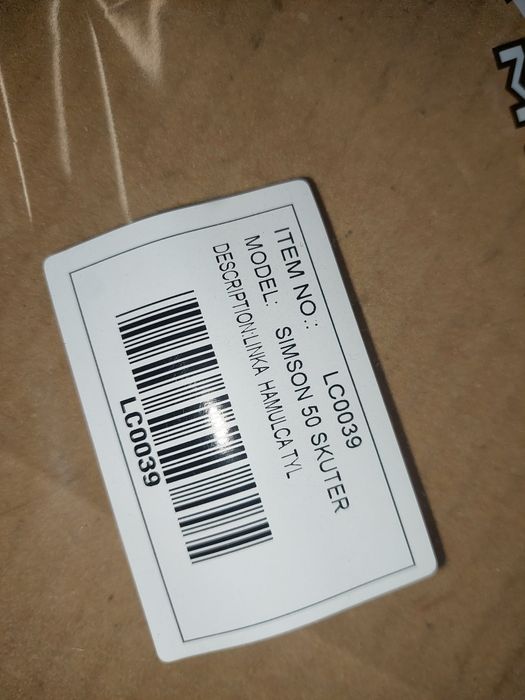 ITEM NO.: LC0039
MODEL: SIMSON 50 SKUTER
DESCRIPTION:LINKA HAMULCA TYL
LC0039